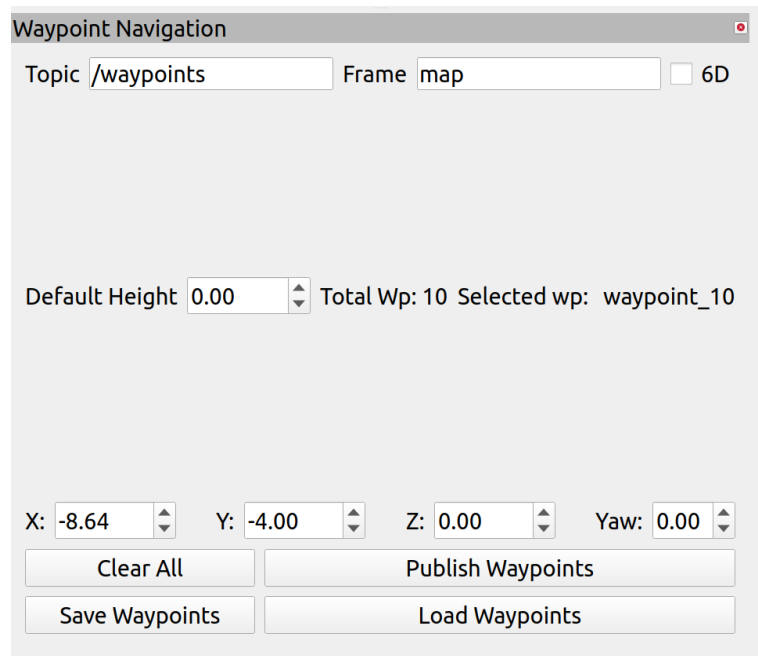 Waypoint Navigation
Topic /waypoints Frame map 6D
Default Height 0.00 Total Wp: 10 Selected wp: waypoint_10
X: -8.64 Y: -4.00 Z: 0.00 Yaw: 0.00
Clear All Publish Waypoints
Save Waypoints Load Waypoints